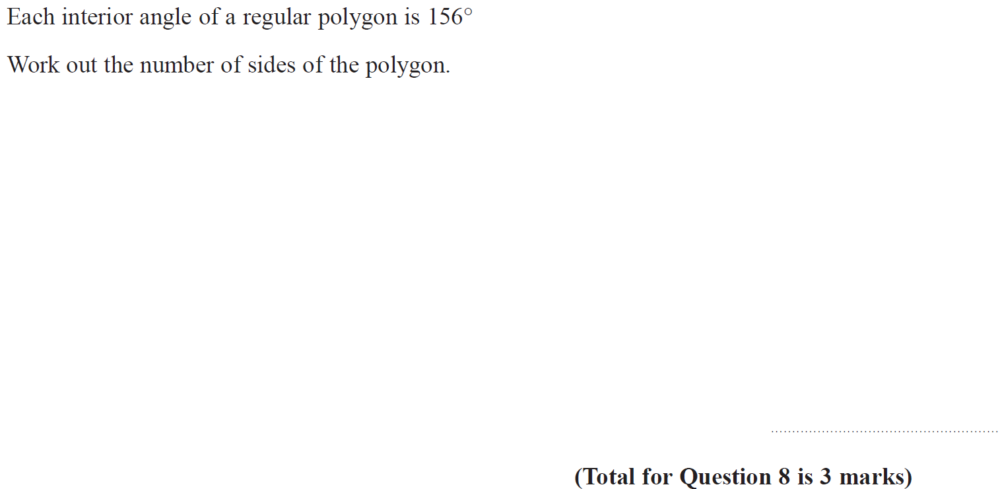 Each interior angle of a regular polygon is 156°
Work out the number of sides of the polygon.
(Total for Question 8 is 3 marks)